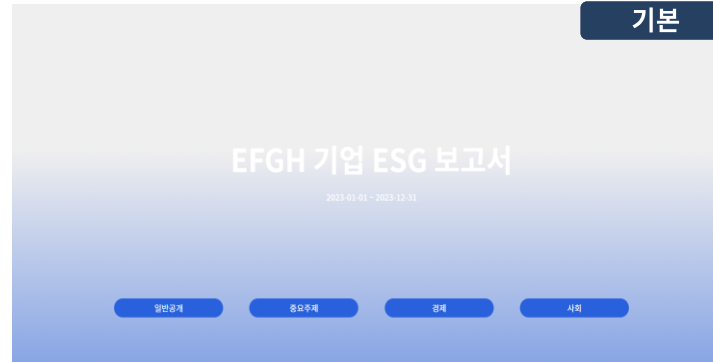 기본
EFGH 기업 ESG 보고서
2023-01-01 ~ 2023-12-31
일반공개
중요주제
경제
사회